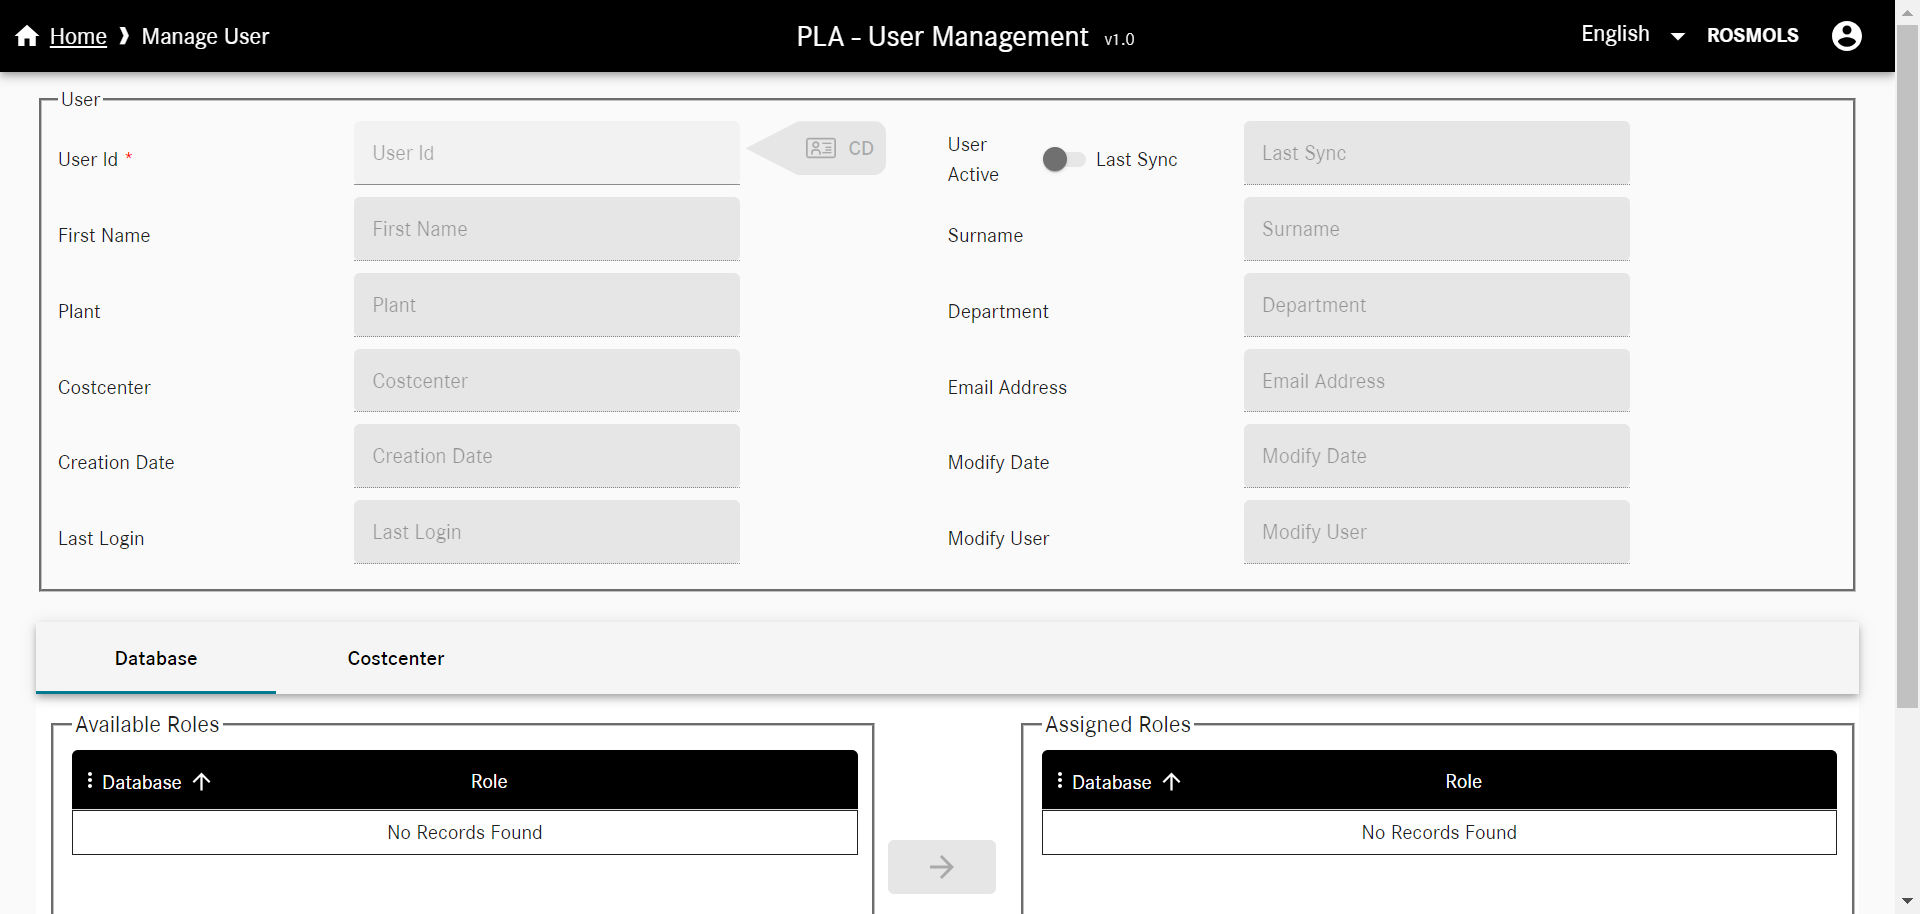 Home ❱ Manage User
PLA - User Management v1.0
English
ROSMOLS
User
User Id *
User Id
CD
User Active
Last Sync
Last Sync
First Name
First Name
Surname
Surname
Plant
Plant
Department
Department
Costcenter
Costcenter
Email Address
Email Address
Creation Date
Creation Date
Modify Date
Modify Date
Last Login
Last Login
Modify User
Modify User
Database
Costcenter
Available Roles
Database
Role
No Records Found
Assigned Roles
Database
Role
No Records Found